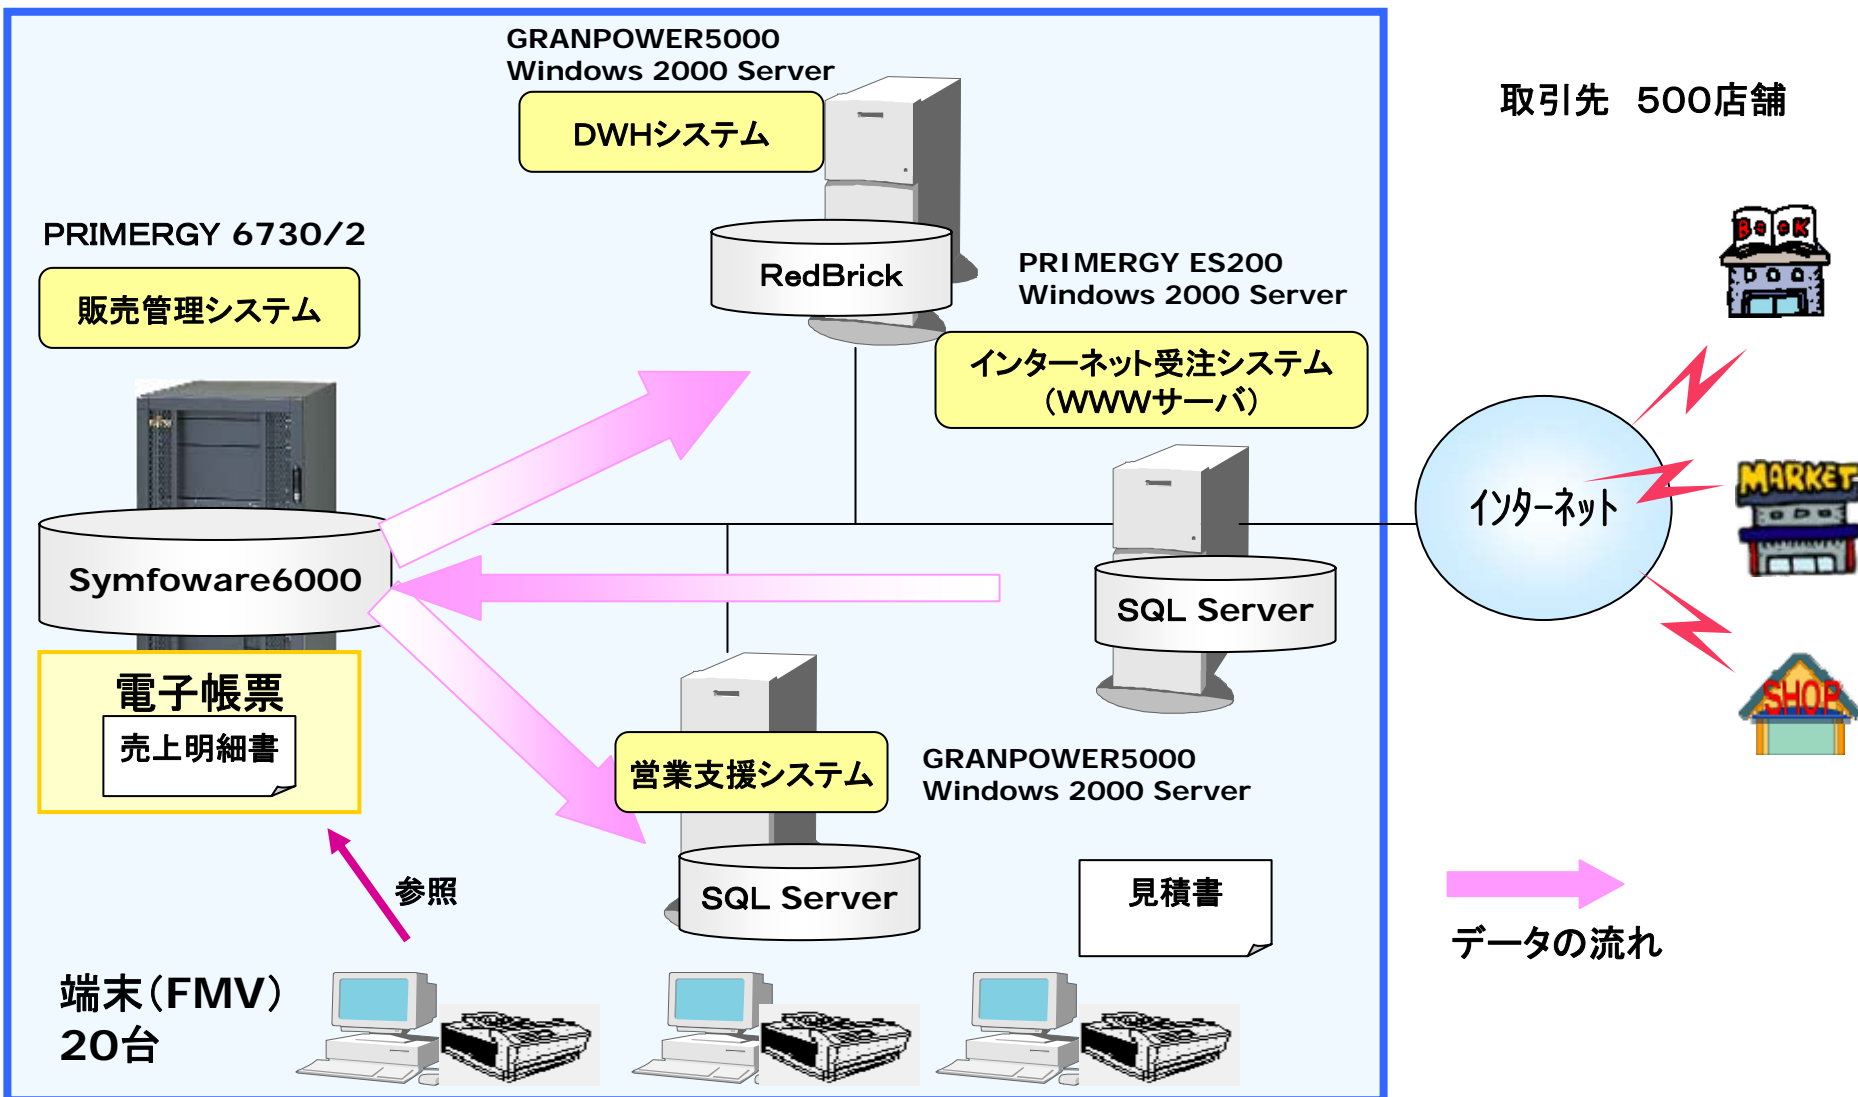 GRANPOWER5000
Windows 2000 Server
DWHシステム
取引先 500店舗
PRIMERGY 6730/2
販売管理システム
RedBrick
PRIMERGY ES200
Windows 2000 Server
インターネット受注システム
(WWWサーバ)
BOOK
MARKET
インターネット
Symfoware6000
SQL Server
SHOP
電子帳票
売上明細書
営業支援システム
GRANPOWER5000
Windows 2000 Server
参照
SQL Server
見積書
データの流れ
端末(FMV)
20台